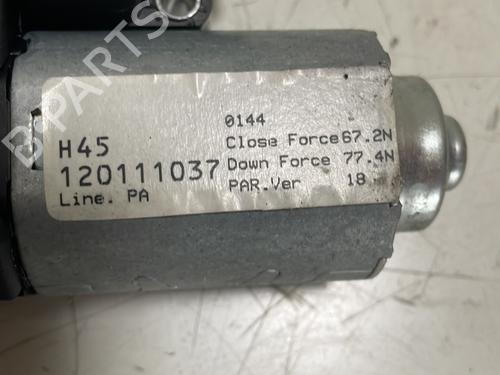 B-PARTS
H45
120111037
Line. PA
0144
Close Force 67.2N
Down Force 77.4N
PAR.Ver 18